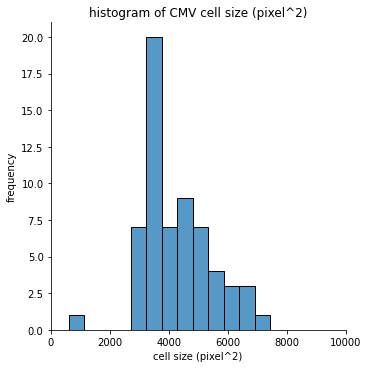 histogram of CMV cell size (pixel^2)
20.0
17.5
15.0
12.5
10.0
7.5
5.0
2.5
0.0
frequency
0 2000 4000 6000 8000 10000
cell size (pixel^2)